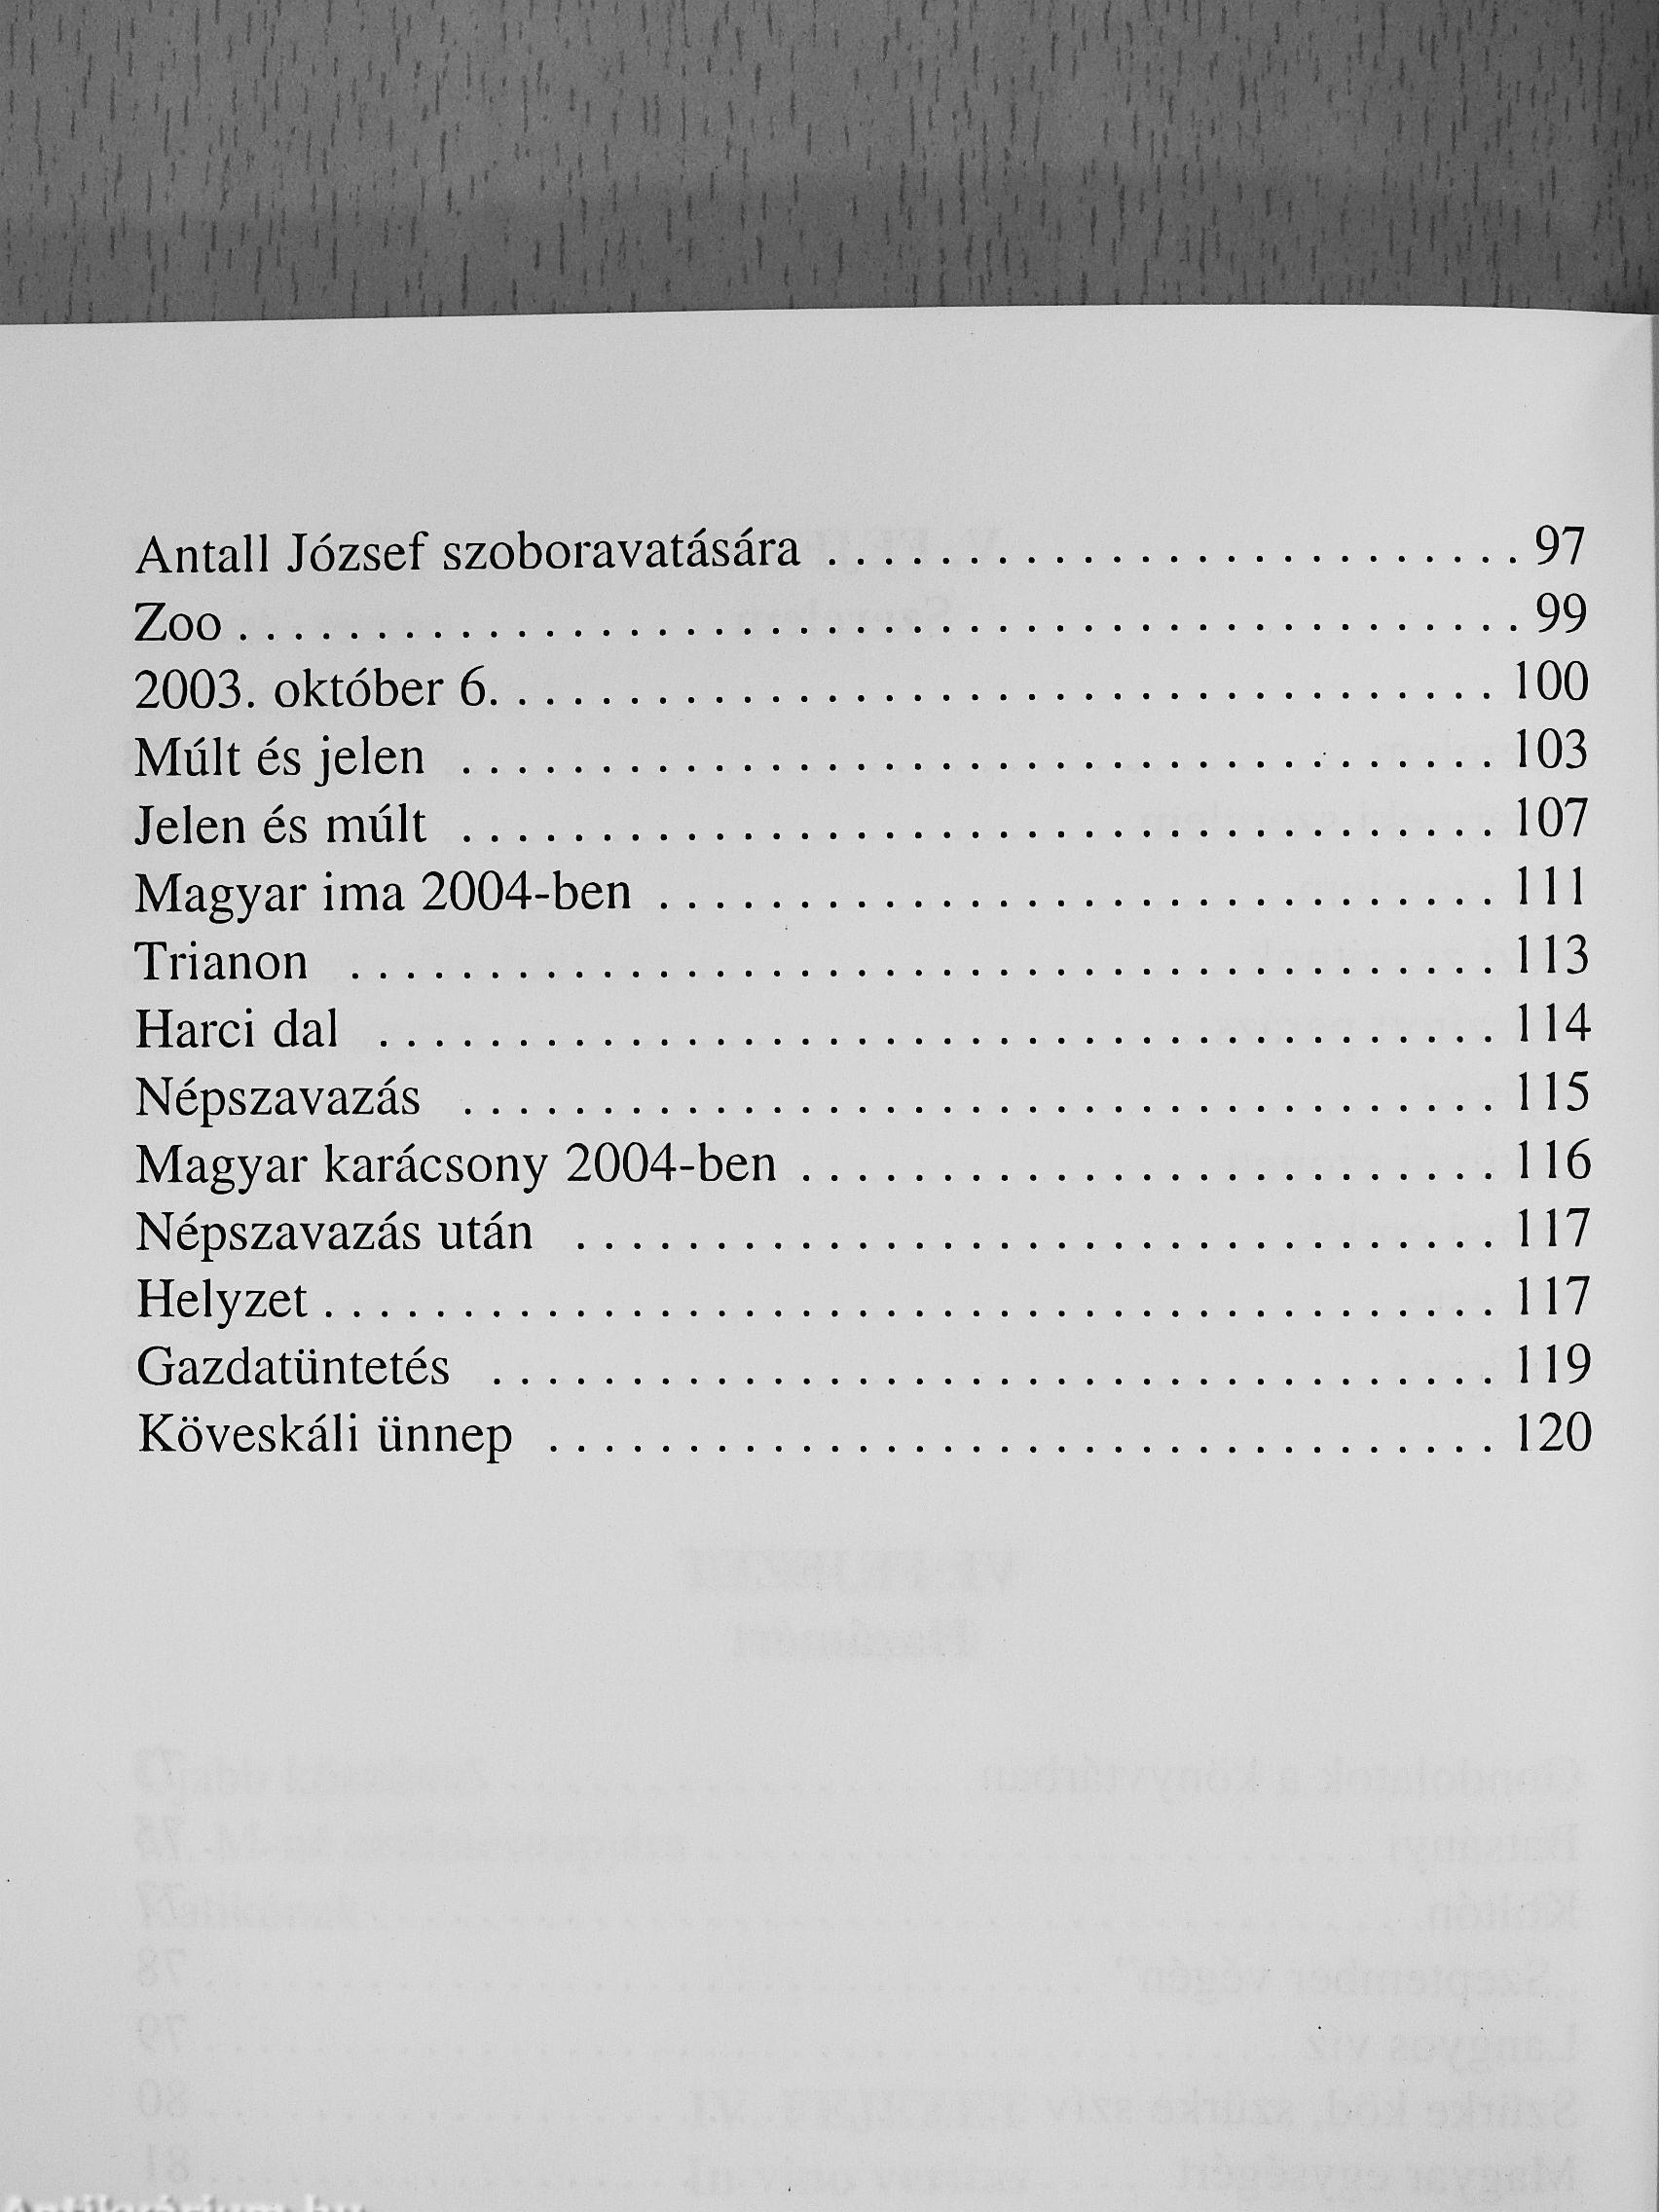 Antall József szoboravatására . . . . . . . . . . . . . . . . . . . . . . . . . 97
Zoo . . . . . . . . . . . . . . . . . . . . . . . . . . . . . . . . . . . . . . . . . . . . . . 99
2003. október 6. . . . . . . . . . . . . . . . . . . . . . . . . . . . . . . . . . . . 100
Múlt és jelen . . . . . . . . . . . . . . . . . . . . . . . . . . . . . . . . . . . . . 103
Jelen és múlt . . . . . . . . . . . . . . . . . . . . . . . . . . . . . . . . . . . . . 107
Magyar ima 2004-ben . . . . . . . . . . . . . . . . . . . . . . . . . . . . . . 111
Trianon . . . . . . . . . . . . . . . . . . . . . . . . . . . . . . . . . . . . . . . . . 113
Harci dal . . . . . . . . . . . . . . . . . . . . . . . . . . . . . . . . . . . . . . . . 114
Népszavazás . . . . . . . . . . . . . . . . . . . . . . . . . . . . . . . . . . . . . 115
Magyar karácsony 2004-ben . . . . . . . . . . . . . . . . . . . . . . . . . 116
Népszavazás után . . . . . . . . . . . . . . . . . . . . . . . . . . . . . . . . . 117
Helyzet . . . . . . . . . . . . . . . . . . . . . . . . . . . . . . . . . . . . . . . . . . 117
Gazdatüntetés . . . . . . . . . . . . . . . . . . . . . . . . . . . . . . . . . . . . 119
Köveskáli ünnep . . . . . . . . . . . . . . . . . . . . . . . . . . . . . . . . . . 120